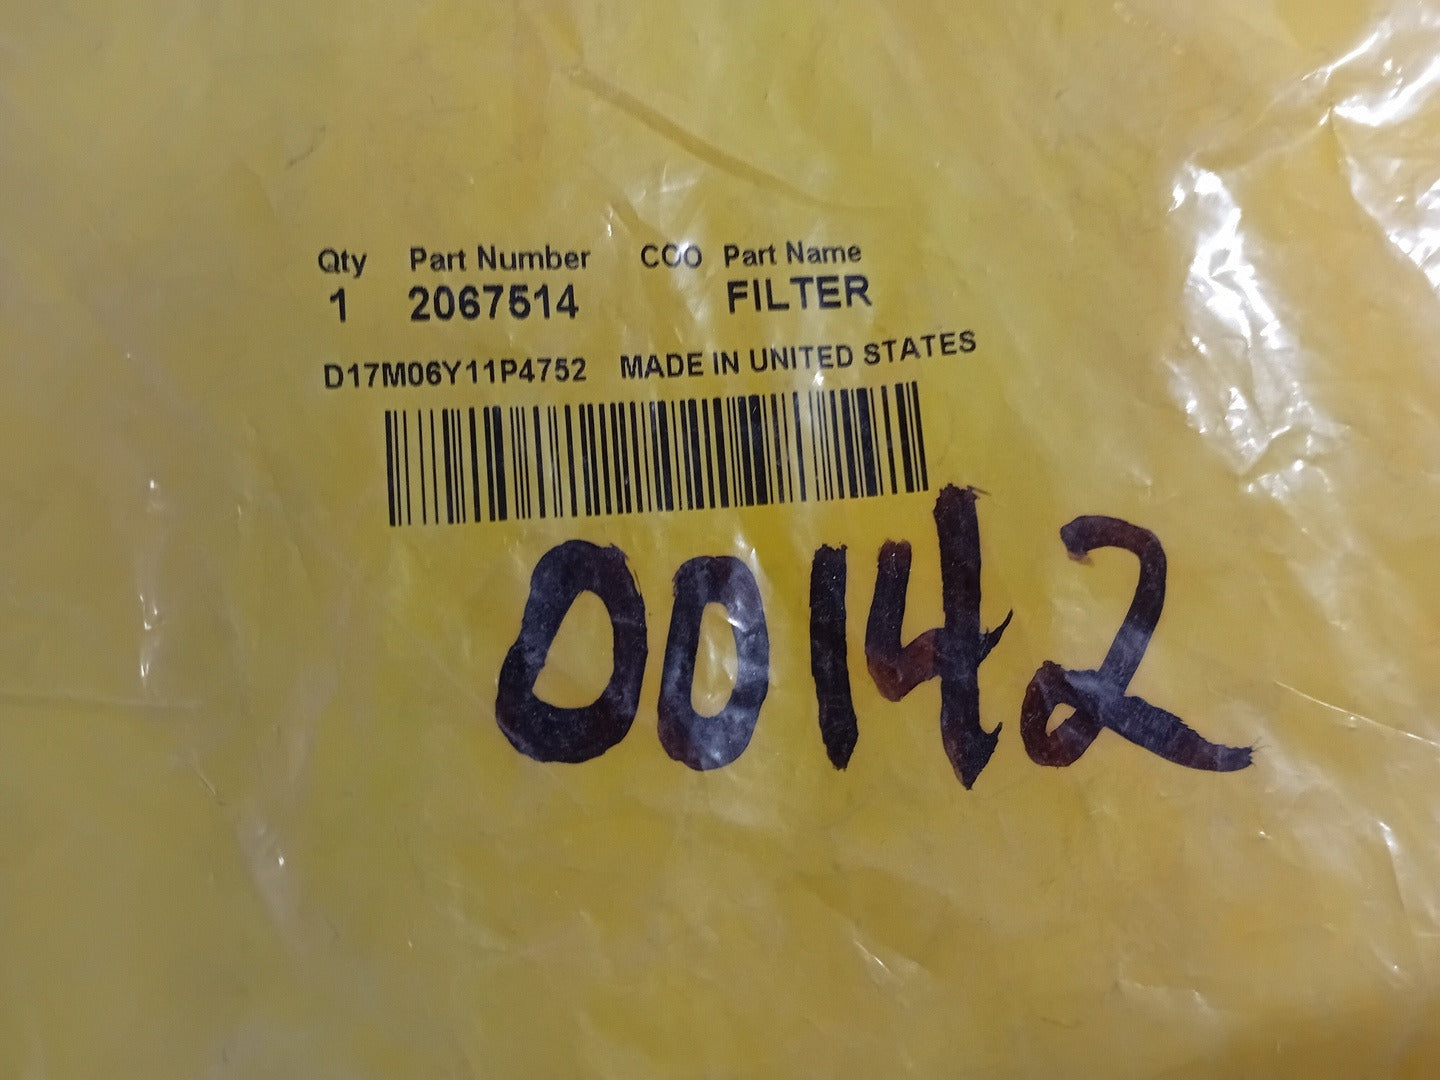 Qty Part Number COO Part Name
1 2067514 FILTER
D17M06Y11P4752 MADE IN UNITED STATES
00142